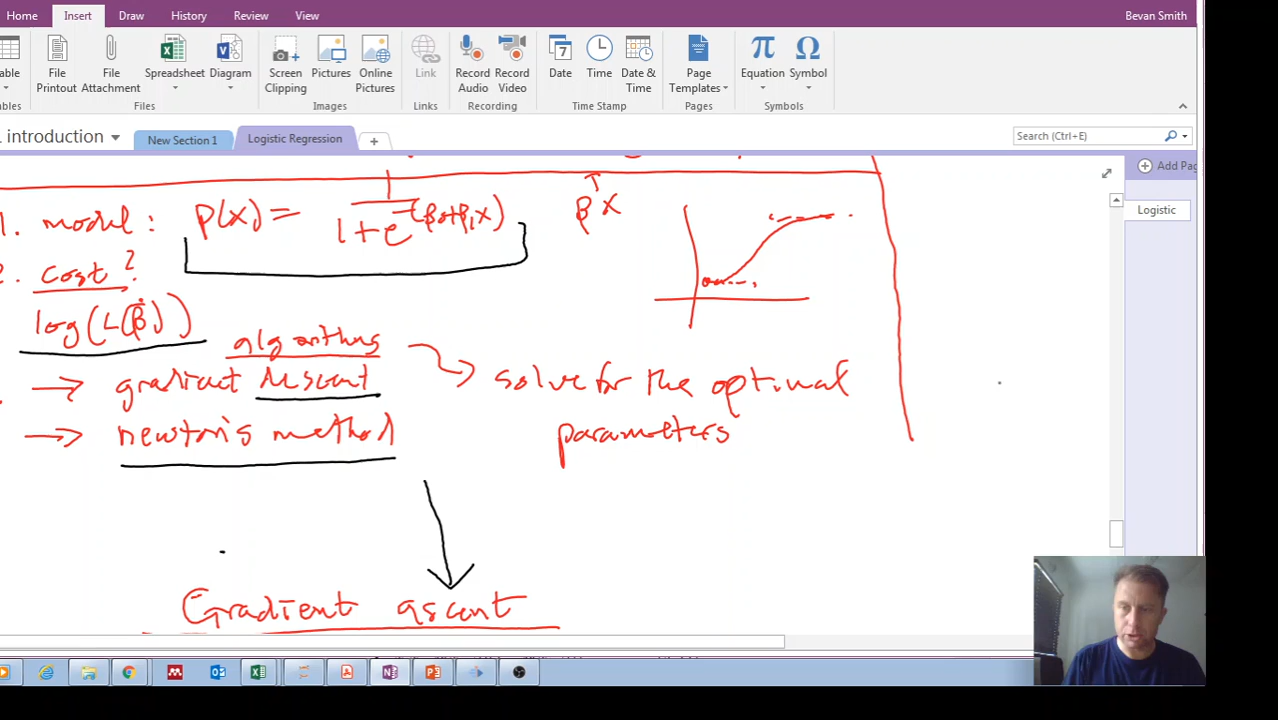 Home Insert Draw History Review View Bevan Smith
File Printout File Attachment Spreadsheet Diagram Screen Clipping Pictures Online Pictures Link Record Audio Record Video Date Time Date & Time Page Templates Equation Symbol
Files Images Links Recording Time Stamp Pages Symbols
introduction New Section 1 Logistic Regression Search (Ctrl+E)
Add Pag
Logistic
1. model: p(x) = 1 / 1 + e^-(β0+β1x) βx
2. cost?
log(L(β))
algorithms
→ gradient descent solve for the optimal
→ newton's method parameters
Gradient ascent